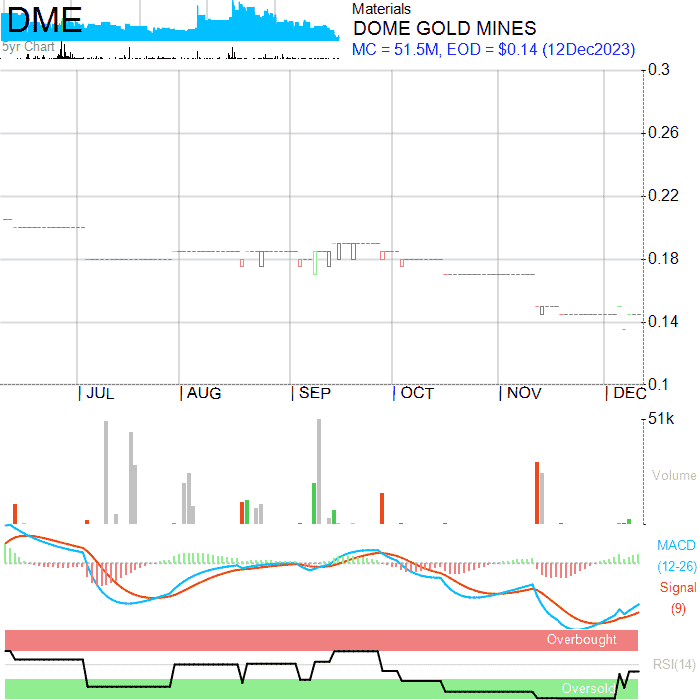 DME
5yr Chart
Materials
DOME GOLD MINES
MC = 51.5M, EOD = $0.14 (12Dec2023)
0.3
0.26
0.22
0.18
0.14
0.1
JUL AUG SEP OCT NOV DEC
51k
Volume
MACD
(12-26)
Signal
(9)
Overbought
RSI(14)
Oversold